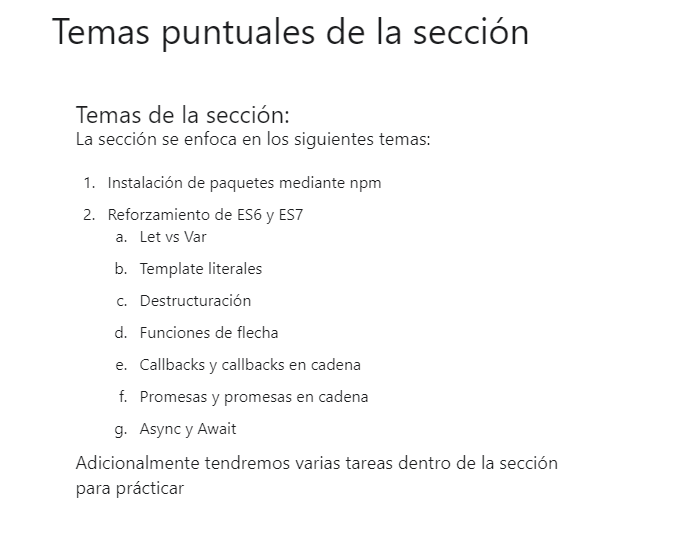 Temas puntuales de la sección
Temas de la sección:
La sección se enfoca en los siguientes temas:
1. Instalación de paquetes mediante npm
2. Reforzamiento de ES6 y ES7
a. Let vs Var
b. Template literales
c. Destructuración
d. Funciones de flecha
e. Callbacks y callbacks en cadena
f. Promesas y promesas en cadena
g. Async y Await
Adicionalmente tendremos varias tareas dentro de la sección
para prácticar